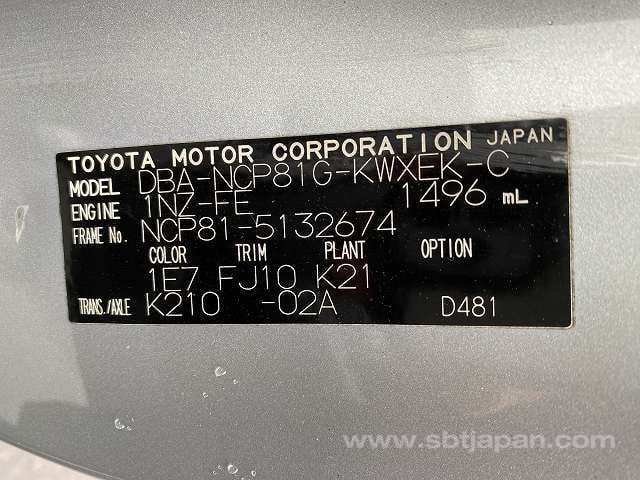 TOYOTA MOTOR CORPORATION JAPAN
MODEL DBA-NCP81G-KWXEK-C
ENGINE 1NZ-FE 1496 mL
FRAME No. NCP81-5132674
COLOR TRIM PLANT OPTION
1E7 FJ10 K21
TRANS./AXLE K210 -02A D481
www.sbtjapan.com